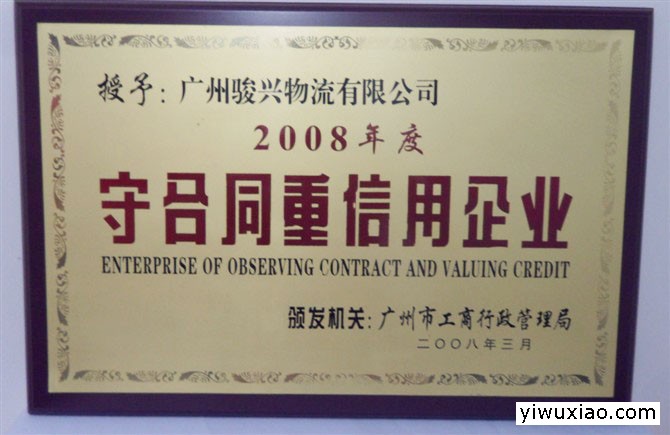 授予：广州骏兴物流有限公司
2008年度
守合同重信用企业
ENTERPRISE OF OBSERVING CONTRACT AND VALUING CREDIT
颁发机关：广州市工商行政管理局
二〇〇八年三月
yiwuxiao.com